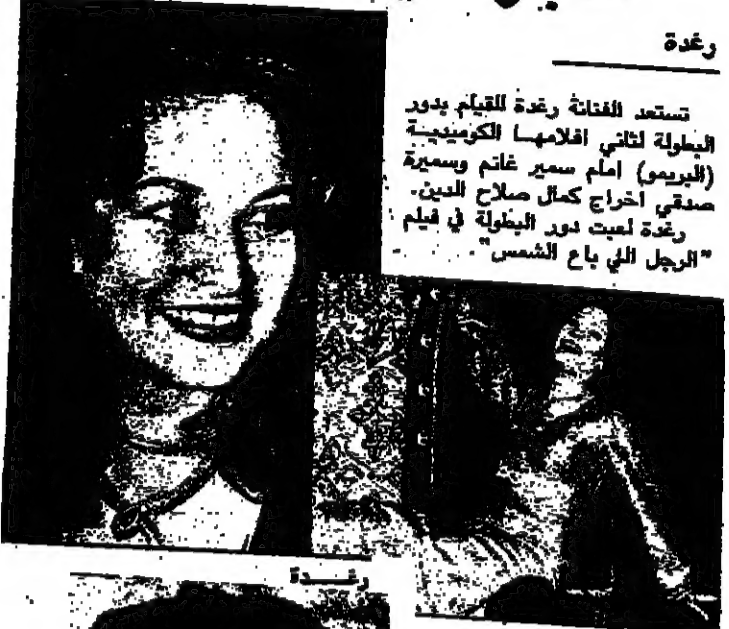 رغدة
تستعد الفنانة رغدة للقيام بدور
البطولة لثاني افلامها الكوميدية
(البريمو) امام سمير غانم وسميرة
صدقي اخراج كمال صلاح الدين.
رغدة لعبت دور البطولة في فيلم
"الرجل اللي باع الشمس".
رغدة